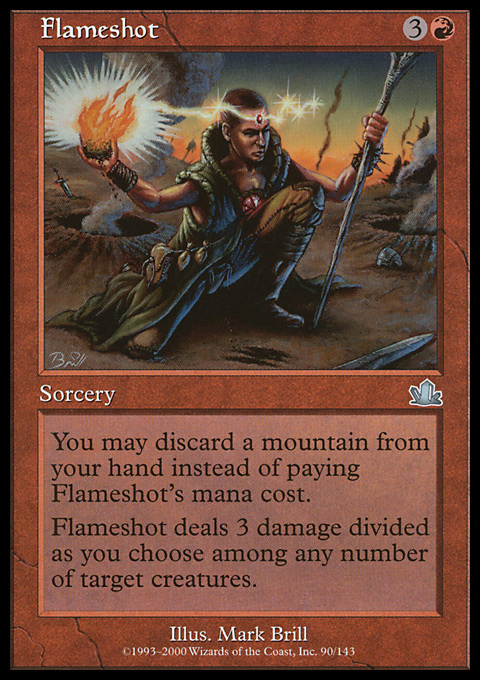 Flameshot 3
Brill
Sorcery
You may discard a mountain from
your hand instead of paying
Flameshot's mana cost.
Flameshot deals 3 damage divided
as you choose among any number
of target creatures.
Illus. Mark Brill
©1993–2000 Wizards of the Coast, Inc. 90/143